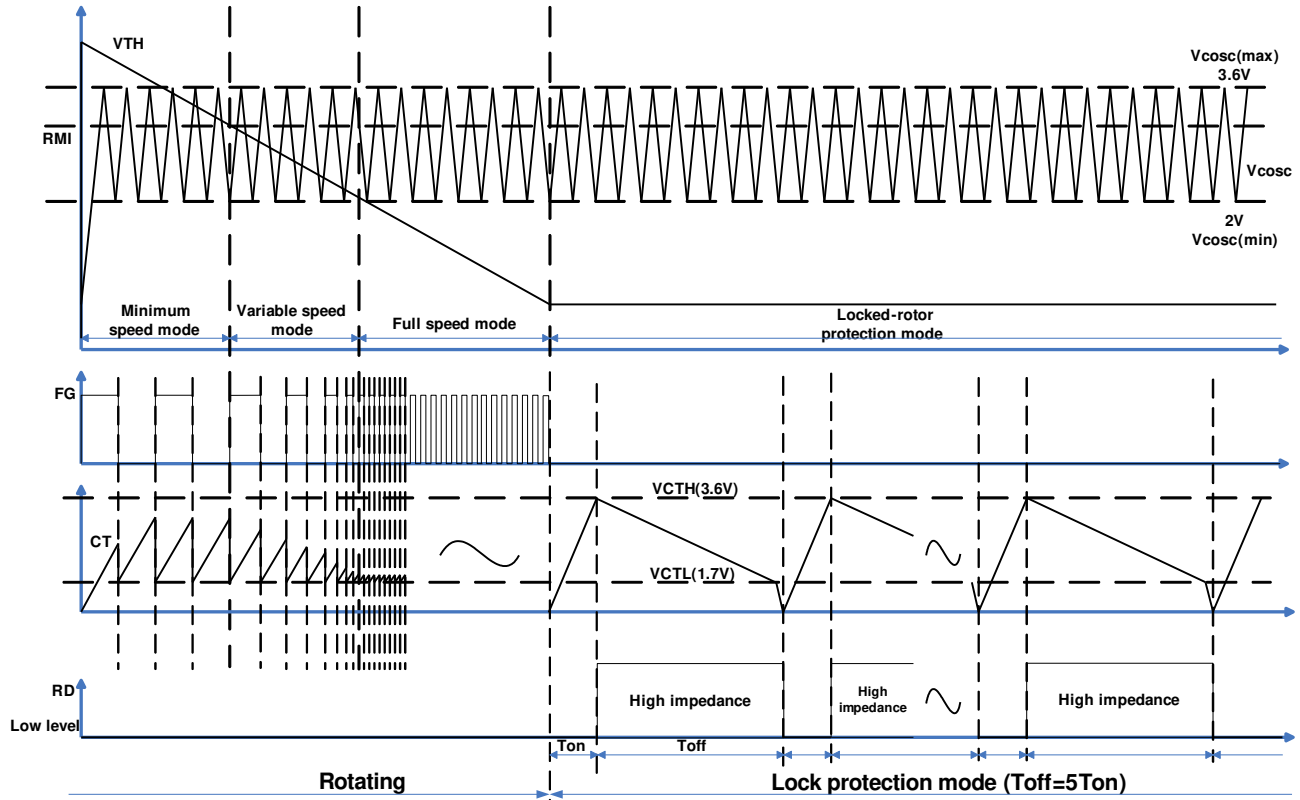 VTH
Vcosc(max)
3.6V
RMI
Vcosc
2V
Vcosc(min)
Minimum
speed mode
Variable speed
mode
Full speed mode
Locked-rotor
protection mode
FG
VCTH(3.6V)
CT
VCTL(1.7V)
RD
High impedance
High
impedance
High impedance
Low level
Ton
Toff
Rotating
Lock protection mode (Toff=5Ton)